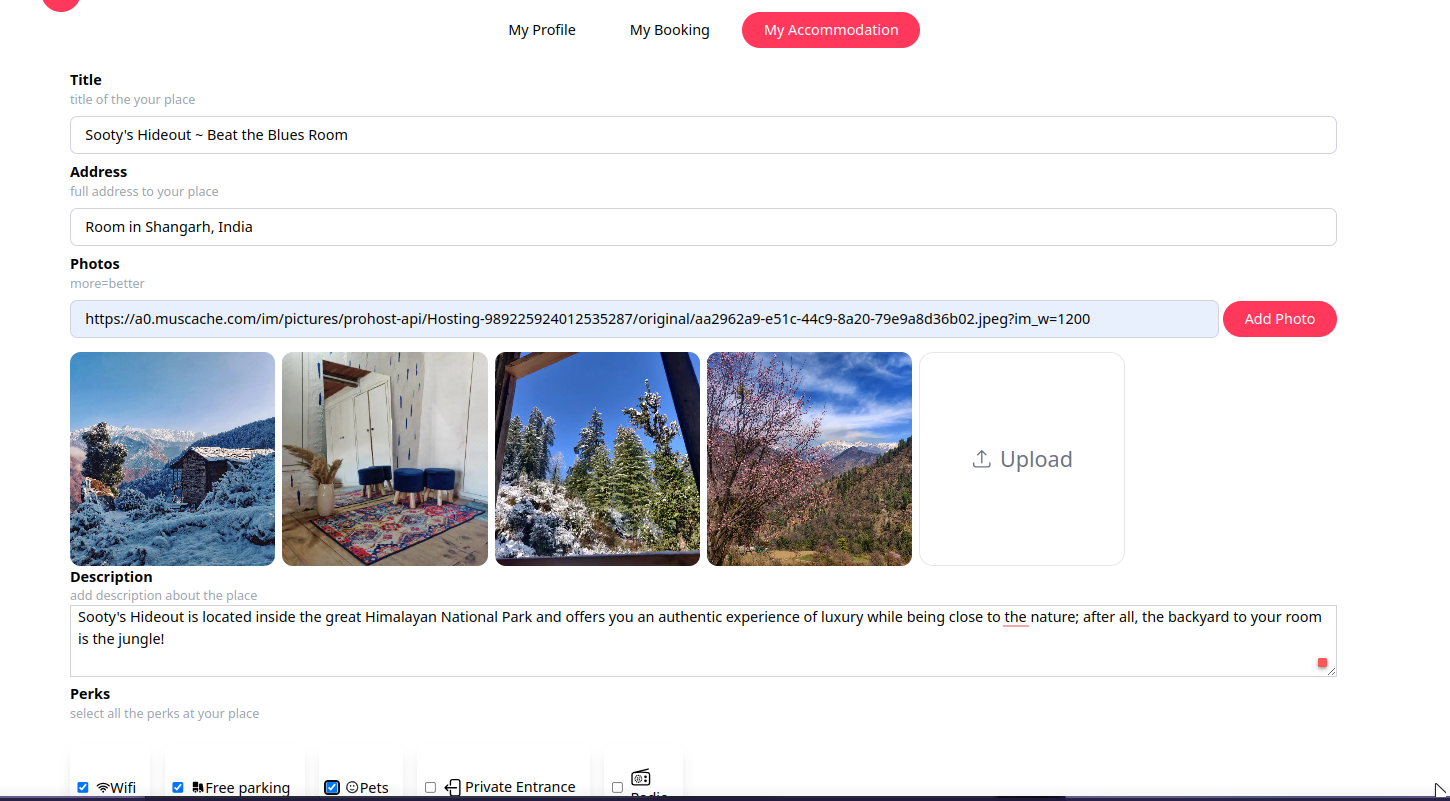 My Profile My Booking My Accommodation
Title
title of the your place
Sooty's Hideout ~ Beat the Blues Room
Address
full address to your place
Room in Shangarh, India
Photos
more=better
https://a0.muscache.com/im/pictures/prohost-api/Hosting-989225924012535287/original/aa2962a9-e51c-44c9-8a20-79e9a8d36b02.jpeg?im_w=1200 Add Photo
Upload
Description
add description about the place
Sooty's Hideout is located inside the great Himalayan National Park and offers you an authentic experience of luxury while being close to the nature; after all, the backyard to your room
is the jungle!
Perks
select all the perks at your place
Wifi Free parking Pets Private Entrance
Radio